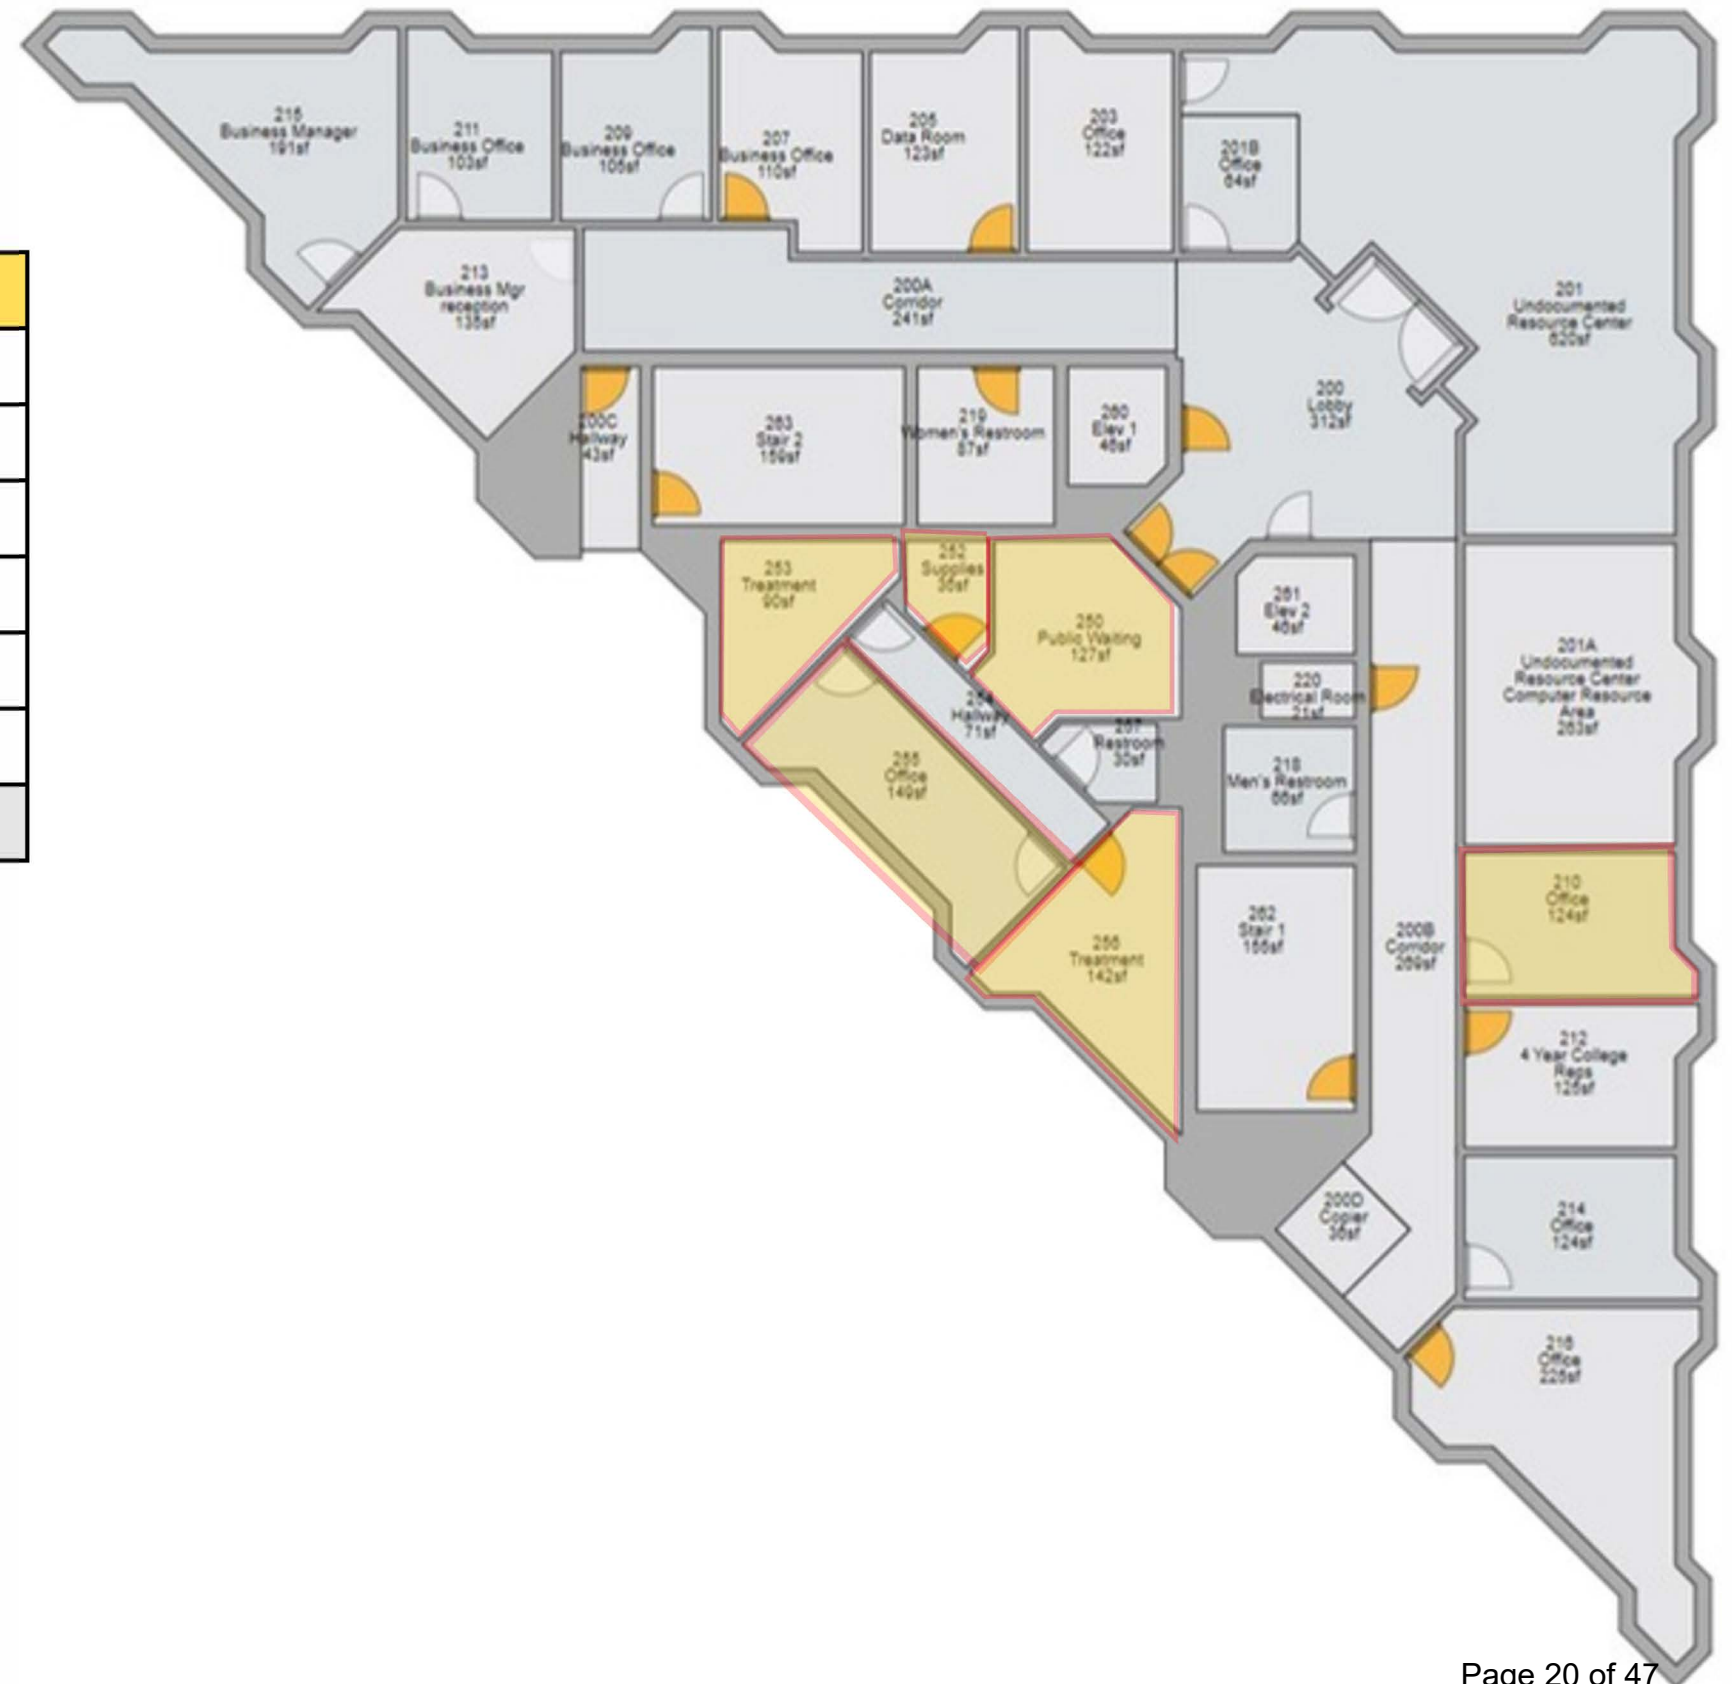 215
Business Manager
191sf
211
Business Office
103sf
209
Business Office
105sf
207
Business Office
110sf
205
Data Room
123sf
203
Office
122sf
201B
Office
64sf
213
Business Mgr
reception
135sf
200A
Corridor
241sf
201
Undocumented
Resource Center
620sf
200
Lobby
312sf
200C
Hallway
43sf
263
Stair 2
159sf
219
Women's Restroom
87sf
260
Elev 1
46sf
253
Treatment
90sf
252
Supplies
35sf
250
Public Waiting
127sf
261
Elev 2
46sf
220
Electrical Room
21sf
201A
Undocumented
Resource Center
Computer Resource
Area
263sf
254
Hallway
71sf
257
Restroom
30sf
255
Office
149sf
218
Men's Restroom
66sf
210
Office
124sf
256
Treatment
142sf
262
Stair 1
155sf
200B
Corridor
269sf
212
4 Year College
Reps
125sf
200D
Copier
36sf
214
Office
124sf
216
Office
225sf
Page 20 of 47